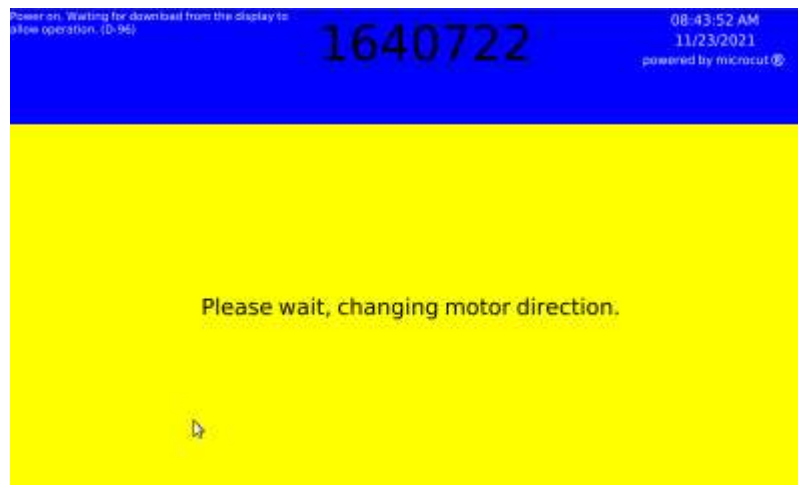 Power on. Waiting for download from the display to
allow operation. (D-96)
1640722
08:43:52 AM
11/23/2021
powered by microcut ®
Please wait, changing motor direction.